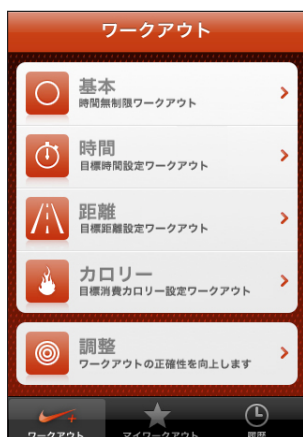 ワークアウト
基本
時間無制限ワークアウト
時間
目標時間設定ワークアウト
距離
目標距離設定ワークアウト
カロリー
目標消費カロリー設定ワークアウト
調整
ワークアウトの正確性を向上します
ワークアウト
マイワークアウト
履歴